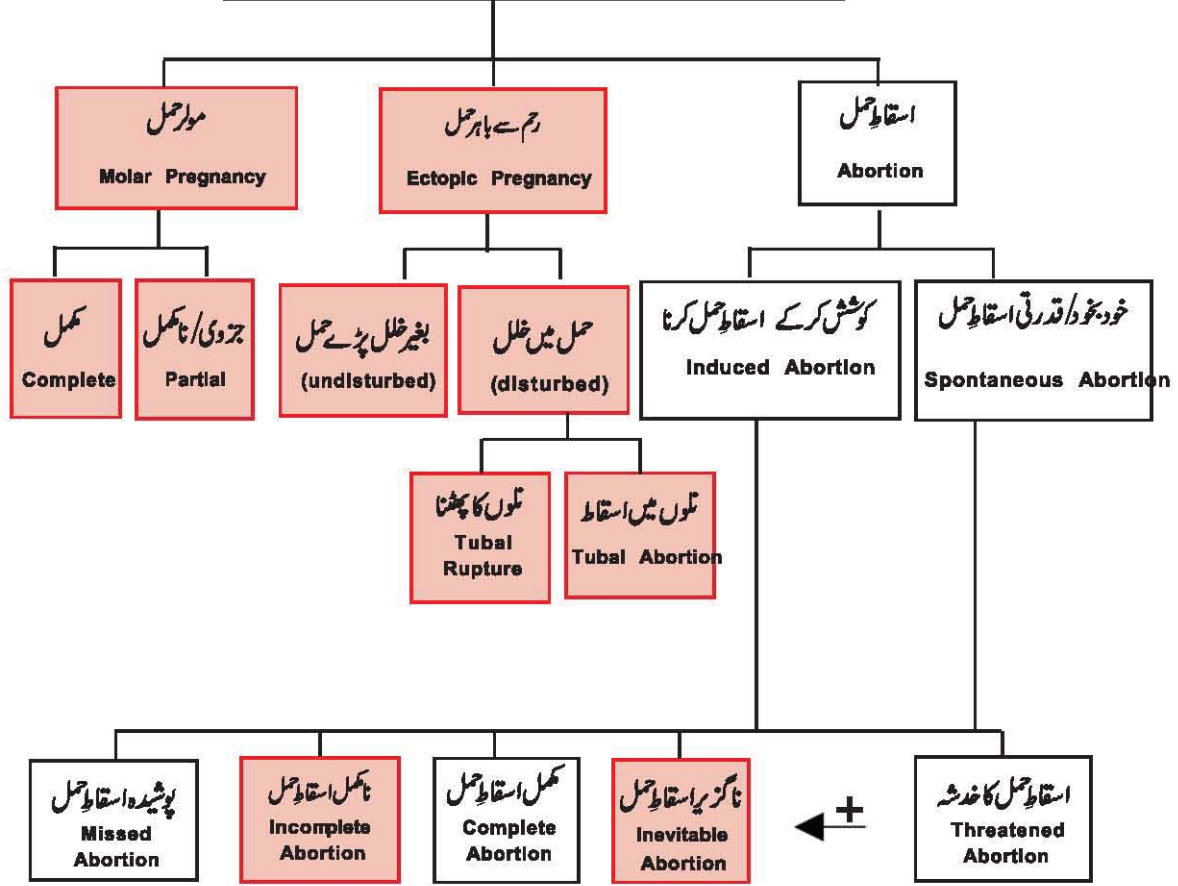 مولر حمل
Molar Pregnancy
رحم سے باہر حمل
Ectopic Pregnancy
اسقاطِ حمل
Abortion
مکمل
Complete
جزوی/نامکمل
Partial
بغیر خلل پڑے حمل
(undisturbed)
حمل میں خلل
(disturbed)
کوشش کر کے اسقاطِ حمل کرنا
Induced Abortion
خود بخود/قدرتی اسقاطِ حمل
Spontaneous Abortion
نلوں کا پھٹنا
Tubal
Rupture
نلوں میں اسقاط
Tubal Abortion
پوشیدہ اسقاطِ حمل
Missed
Abortion
نامکمل اسقاطِ حمل
Incomplete
Abortion
مکمل اسقاطِ حمل
Complete
Abortion
ناگزیر اسقاطِ حمل
Inevitable
Abortion
+
اسقاطِ حمل کا خدشہ
Threatened
Abortion